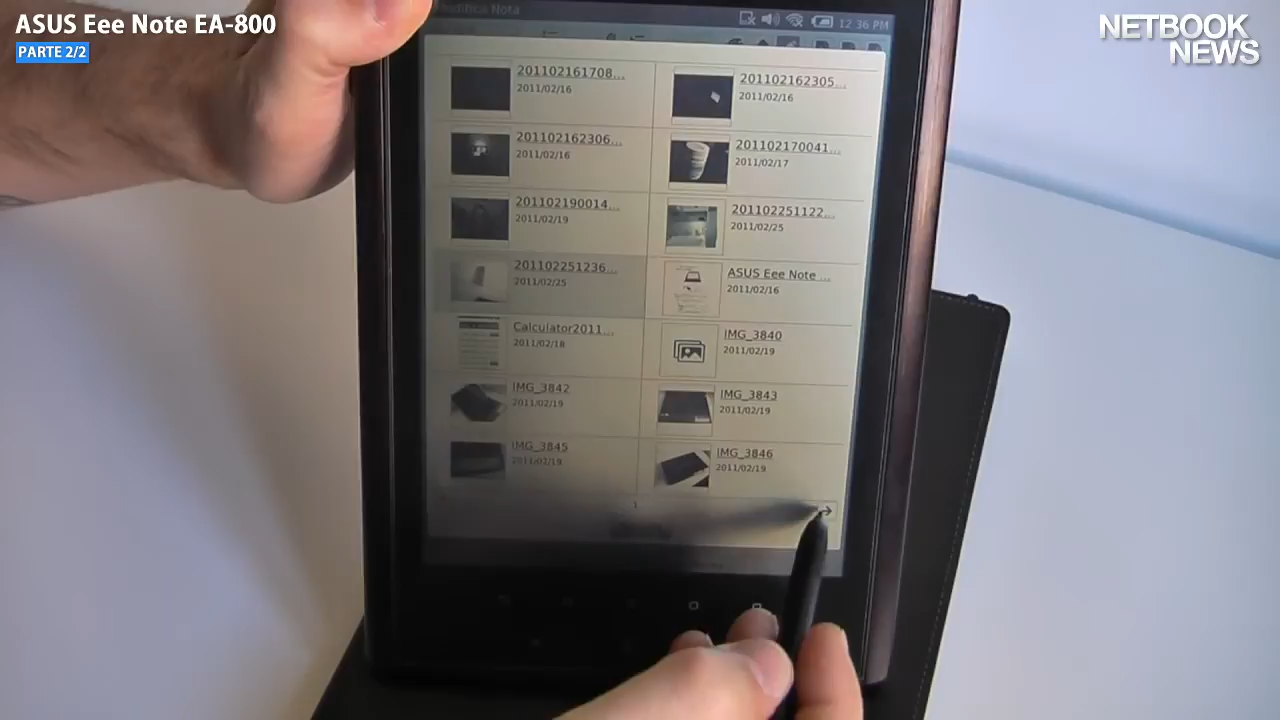 ASUS Eee Note EA-800
PARTE 2/2
NETBOOK
NEWS
Modifica Nota
12:36 PM
201102161708...
2011/02/16
201102162305...
2011/02/16
201102162306...
2011/02/16
201102170041...
2011/02/17
201102190014...
2011/02/19
201102251122...
2011/02/25
201102251236...
2011/02/25
ASUS Eee Note ...
2011/02/16
Calculator2011...
2011/02/18
IMG_3840
2011/02/19
IMG_3842
2011/02/19
IMG_3843
2011/02/19
IMG_3845
2011/02/19
IMG_3846
2011/02/19
1